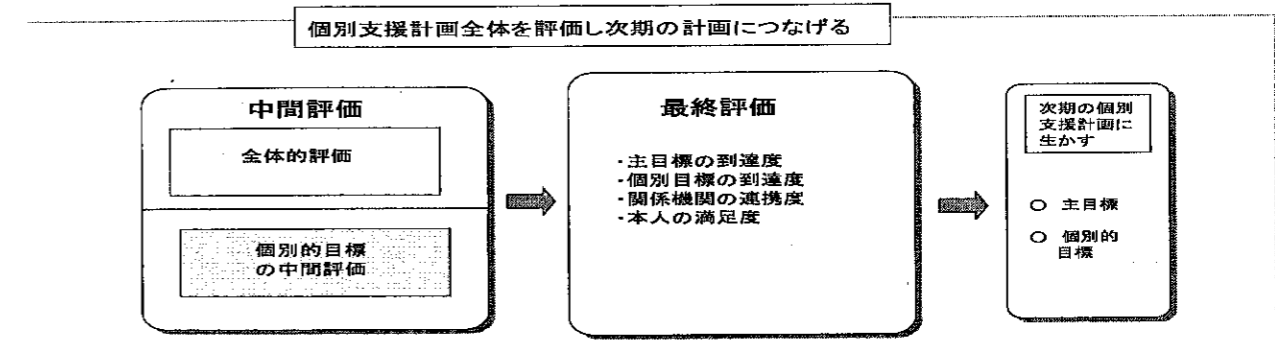 個別支援計画全体を評価し次期の計画につなげる
中間評価
全体的評価
個別的目標
の中間評価
最終評価
・主目標の到達度
・個別目標の到達度
・関係機関の連携度
・本人の満足度
次期の個別
支援計画に
生かす
○ 主目標
○ 個別的
目標